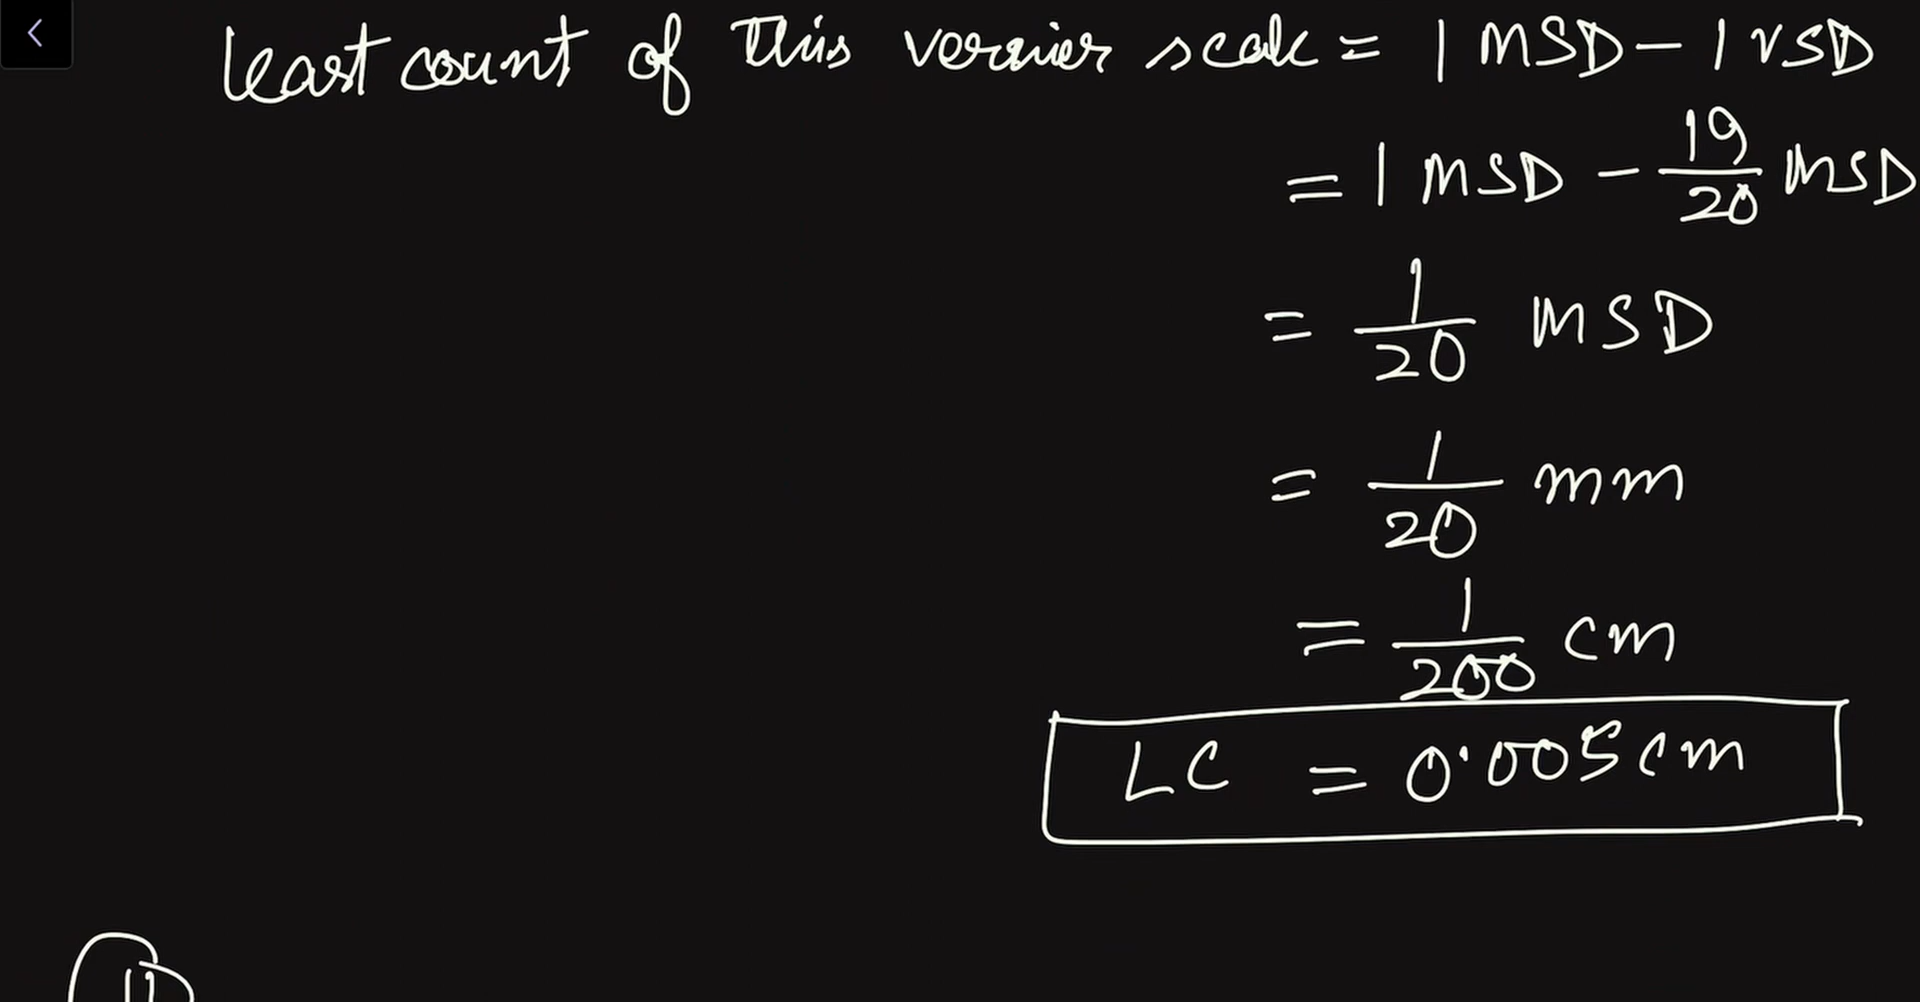 Least count of This vernier scale = 1 MSD - 1 VSD
= 1 MSD - 19/20 MSD
= 1/20 MSD
= 1/20 mm
= 1/200 cm
LC = 0.005 cm